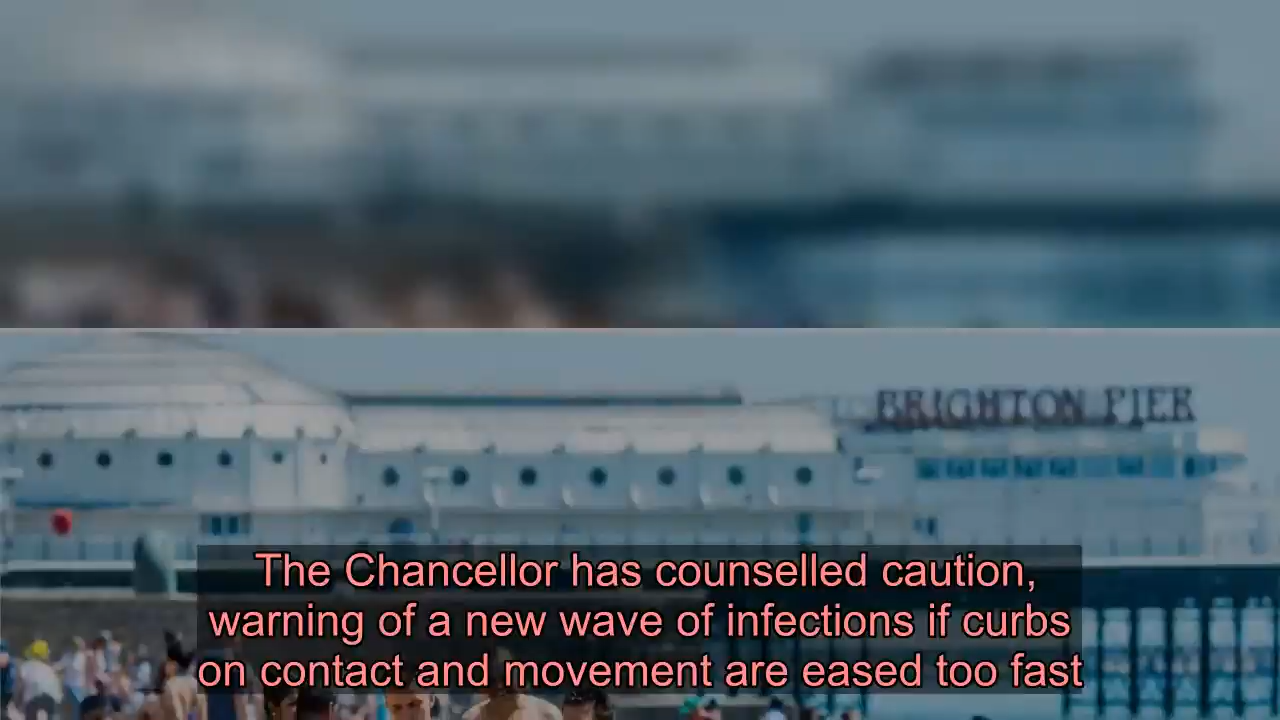 BRIGHTON PIER
The Chancellor has counselled caution,
warning of a new wave of infections if curbs
on contact and movement are eased too fast